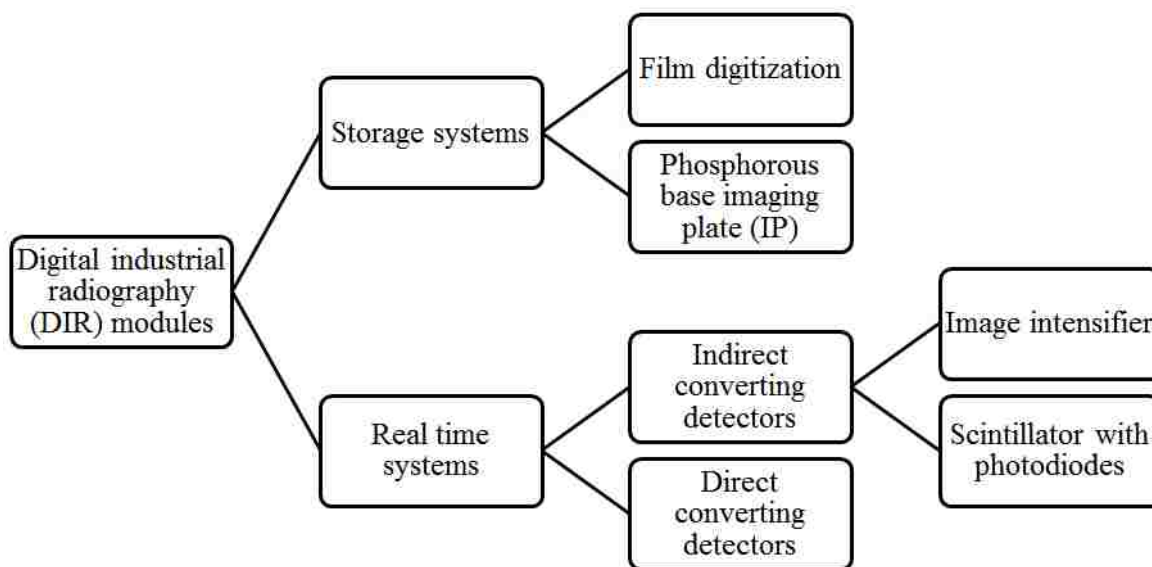 Film digitization
Storage systems
Phosphorous
base imaging
plate (IP)
Digital industrial
radiography
(DIR) modules
Image intensifier
Indirect
converting
detectors
Real time
systems
Scintillator with
photodiodes
Direct
converting
detectors